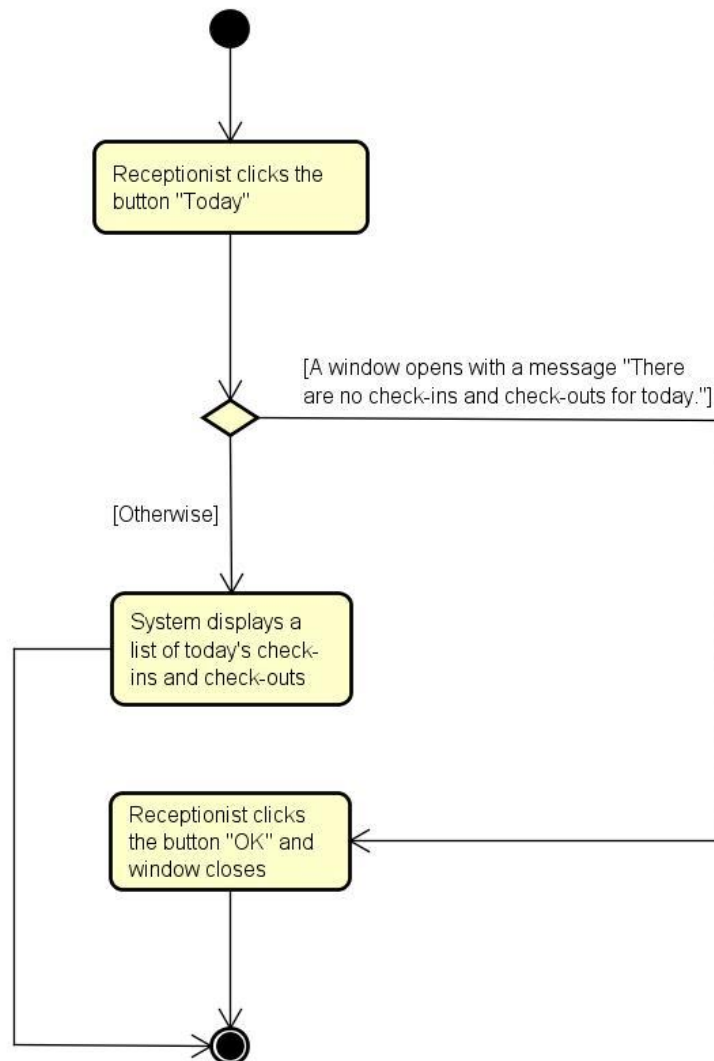 Receptionist clicks the
button "Today"
[A window opens with a message "There
are no check-ins and check-outs for today."]
[Otherwise]
System displays a
list of today's check-
ins and check-outs
Receptionist clicks
the button "OK" and
window closes